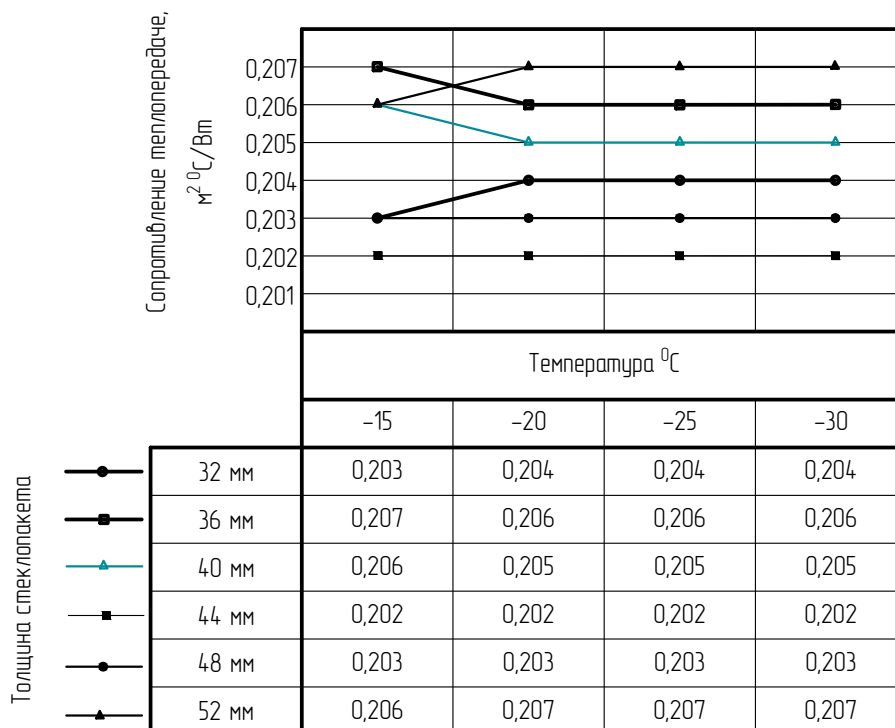 Сопротивление теплопередаче,
м² ⁰С/Вт
0,207
0,206
0,205
0,204
0,203
0,202
0,201
Температура ⁰С
-15 -20 -25 -30
Толщина стеклопакета
32 мм 0,203 0,204 0,204 0,204
36 мм 0,207 0,206 0,206 0,206
40 мм 0,206 0,205 0,205 0,205
44 мм 0,202 0,202 0,202 0,202
48 мм 0,203 0,203 0,203 0,203
52 мм 0,206 0,207 0,207 0,207